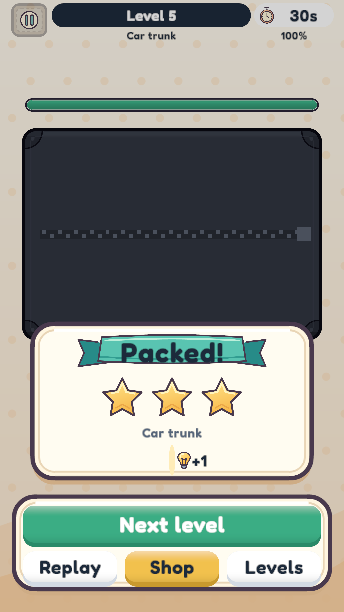 Level 5
30s
Car trunk
100%
Packed!
Car trunk
+1
Next level
Replay
Shop
Levels